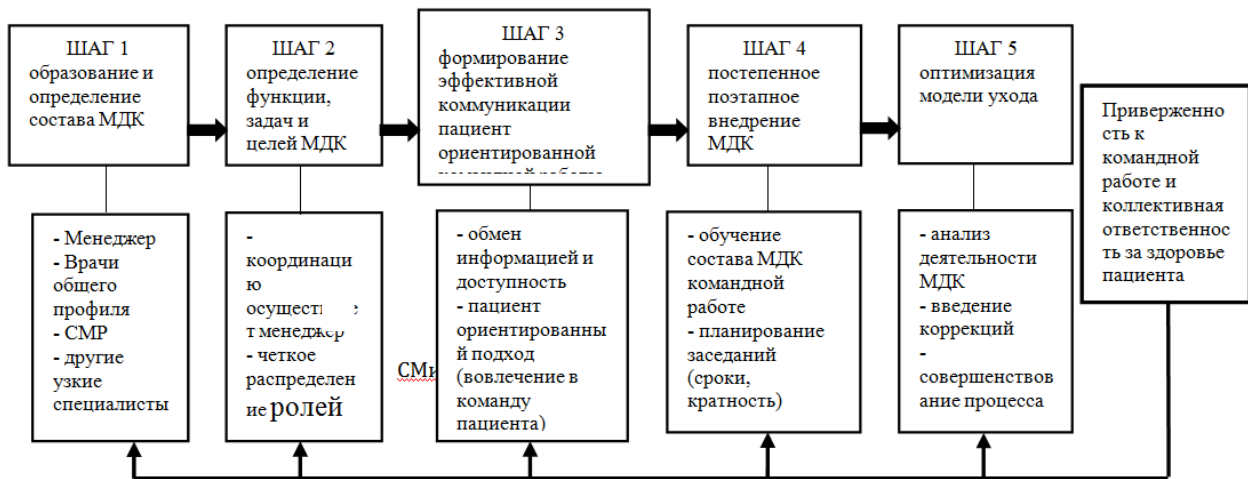 ШАГ 1
образование и
определение
состава МДК
ШАГ 2
определение
функции,
задач и
целей МДК
ШАГ 3
формирование
эффективной
коммуникации
пациент
ориентированной
ШАГ 4
постепенное
поэтапное
внедрение
МДК
ШАГ 5
оптимизация
модели ухода
Приверженно
сть к
командной
работе и
коллективная
ответственнос
ть за здоровье
пациента
- Менеджер
- Врачи
общего
профиля
- СМР
- другие
узкие
специалисты
-
координаци
ю
осущест
т менеджер
- четкое
распределен
ие ролей
СМи
- обмен
информацией и
доступность
- пациент
ориентированны
й подход
(вовлечение в
команду
пациента)
- обучение
состава МДК
командной
работе
- планирование
заседаний
(сроки,
кратность)
- анализ
деятельности
МДК
- введение
коррекций
-
совершенствов
ание процесса